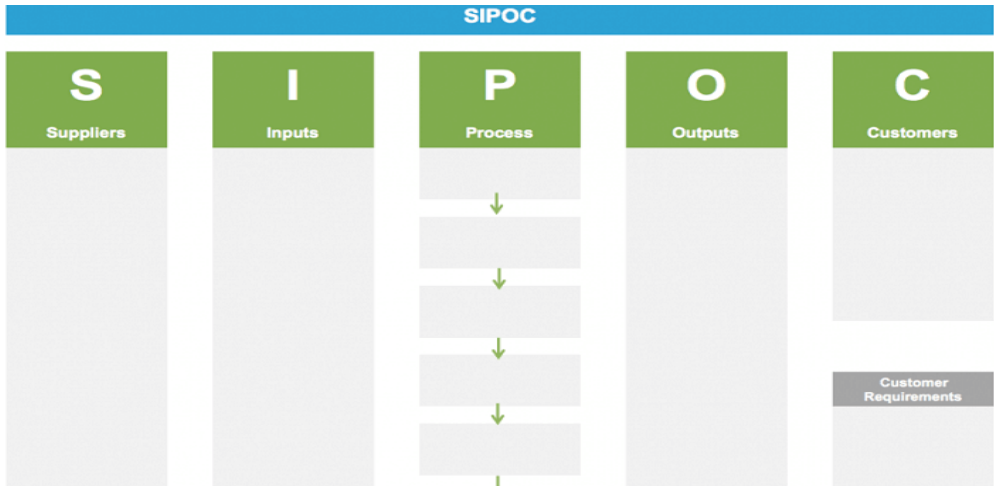 SIPOC
S
Suppliers
I
Inputs
P
Process
O
Outputs
C
Customers
Customer
Requirements